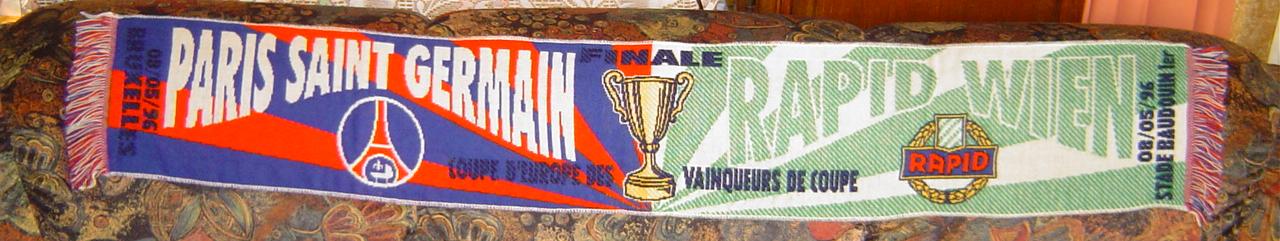 BRUXELLES
08/05/96
PARIS SAINT GERMAIN
FINALE
RAPID WIEN
COUPE D'EUROPE DES VAINQUEURS DE COUPE
RAPID
08/05/96
STADE BAUDOUIN Ier